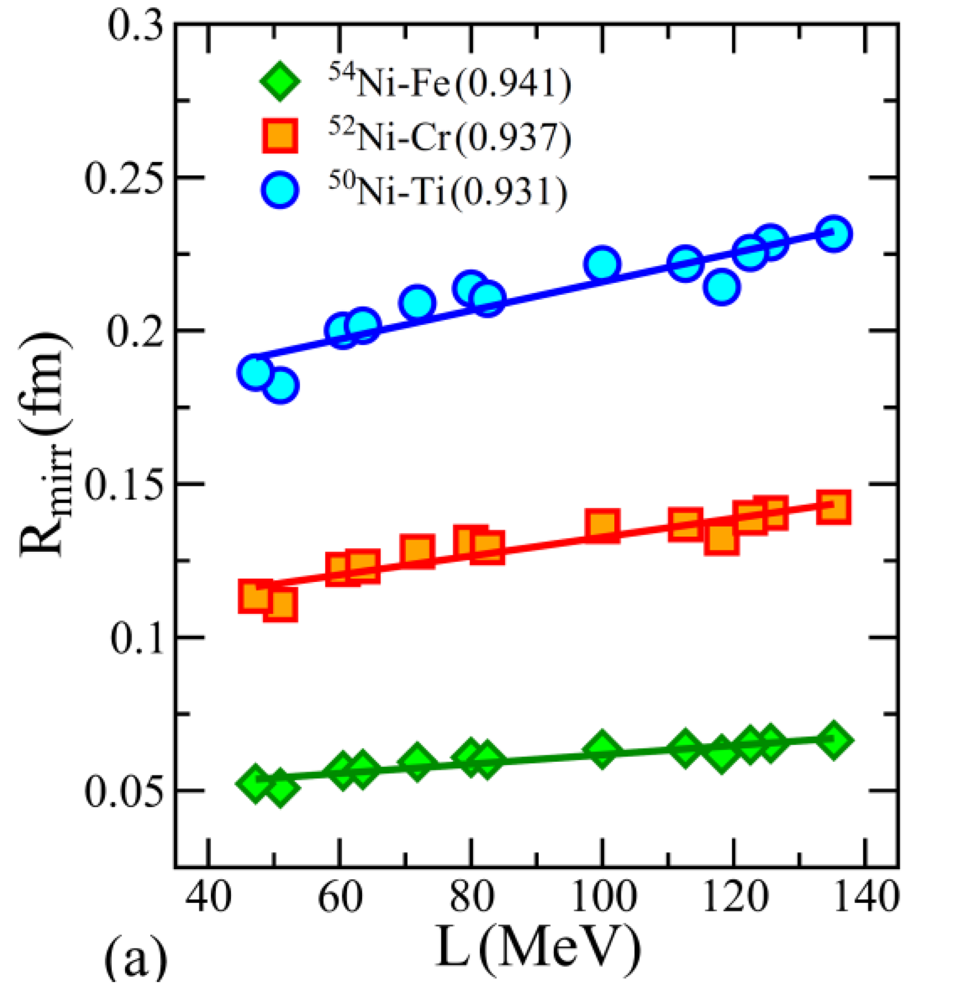 0.3
⁵⁴Ni-Fe(0.941)
⁵²Ni-Cr(0.937)
0.25
⁵⁰Ni-Ti(0.931)
0.2
R_mirr(fm)
0.15
0.1
0.05
40 60 80 100 120 140
L(MeV)
(a)